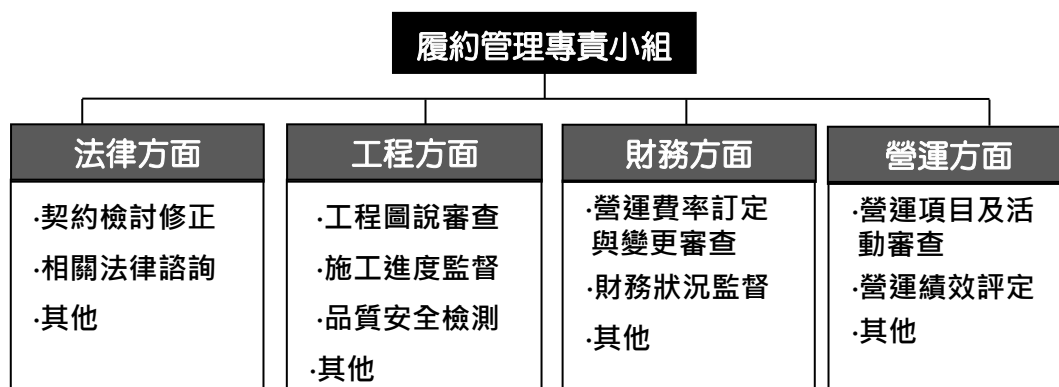 履約管理專責小組
法律方面
·契約檢討修正
·相關法律諮詢
·其他
工程方面
·工程圖說審查
·施工進度監督
·品質安全檢測
·其他
財務方面
·營運費率訂定
與變更審查
·財務狀況監督
·其他
營運方面
·營運項目及活
動審查
·營運績效評定
·其他